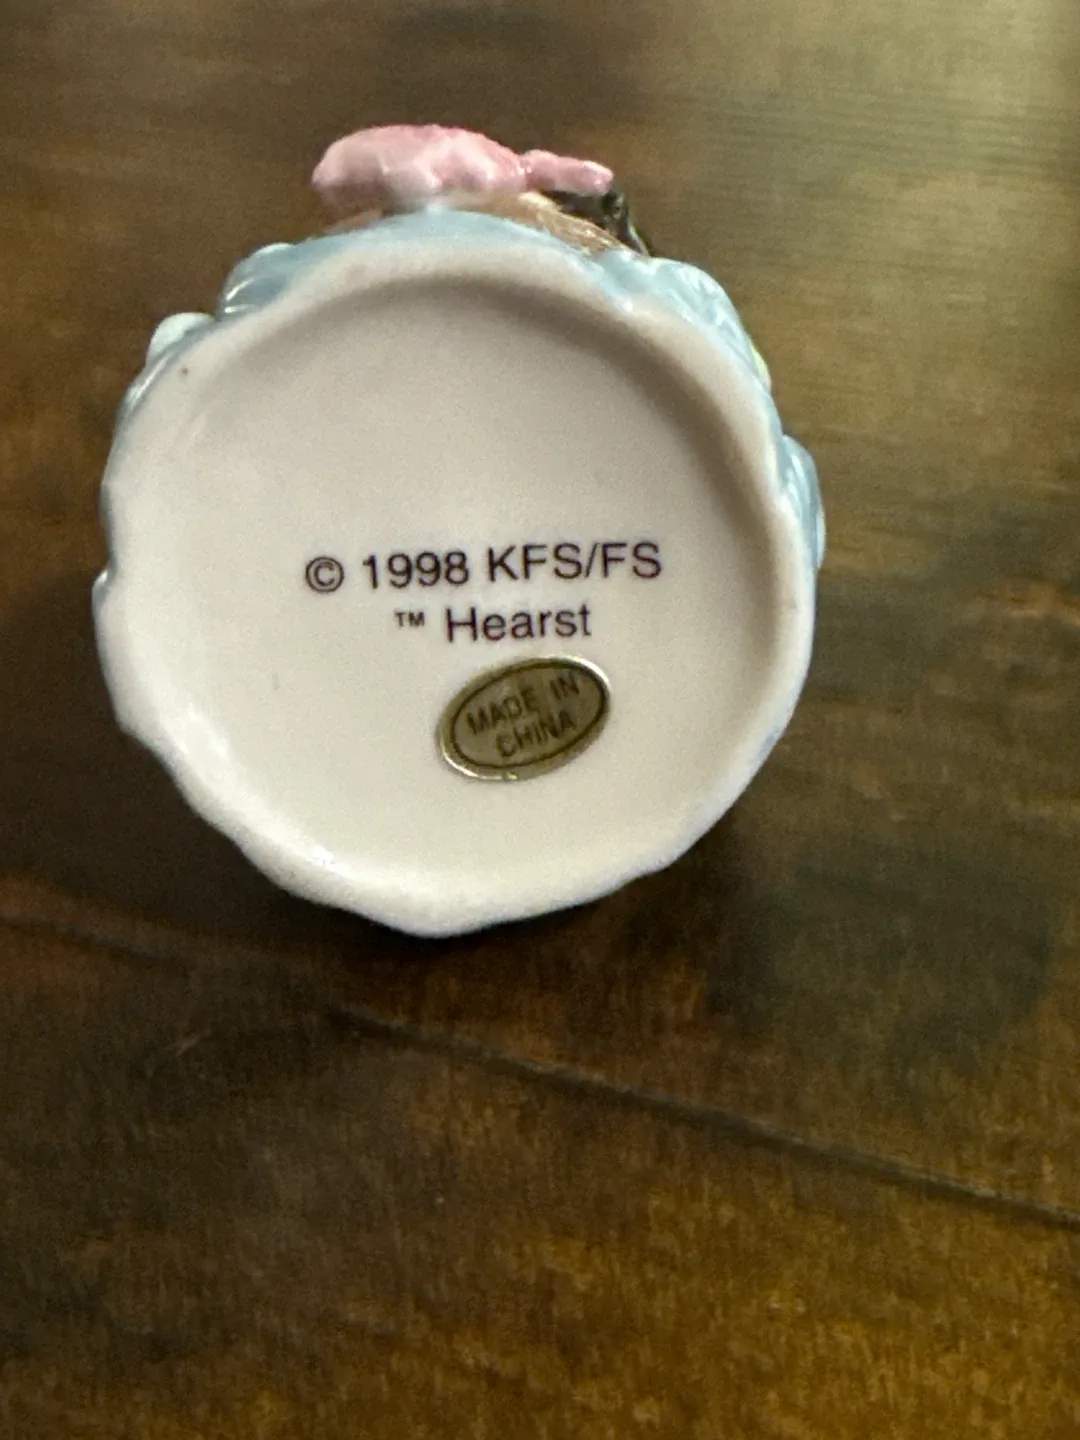 © 1998 KFS/FS
™ Hearst
MADE IN
CHINA